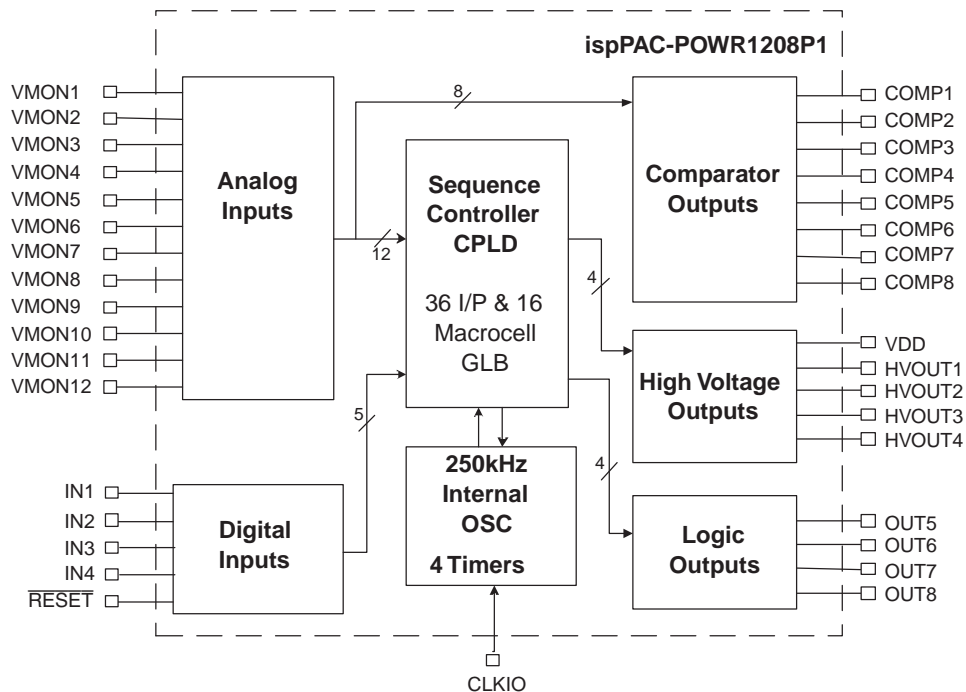 ispPAC-POWR1208P1
VMON1
VMON2
VMON3
VMON4
VMON5
VMON6
VMON7
VMON8
VMON9
VMON10
VMON11
VMON12
Analog
Inputs
8
12
Sequence
Controller
CPLD
36 I/P & 16
Macrocell
GLB
Comparator
Outputs
COMP1
COMP2
COMP3
COMP4
COMP5
COMP6
COMP7
COMP8
4
High Voltage
Outputs
VDD
HVOUT1
HVOUT2
HVOUT3
HVOUT4
5
4
IN1
IN2
IN3
IN4
RESET
Digital
Inputs
250kHz
Internal
OSC
4 Timers
Logic
Outputs
OUT5
OUT6
OUT7
OUT8
CLKIO